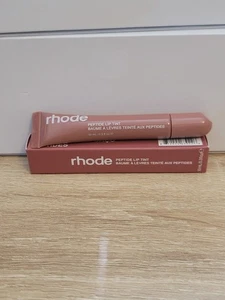 rhode
PEPTIDE LIP TINT
BAUME À LÈVRES TEINTÉ AUX PEPTIDES
rhode
PEPTIDE LIP TINT
BAUME À LÈVRES TEINTÉ AUX PEPTIDES